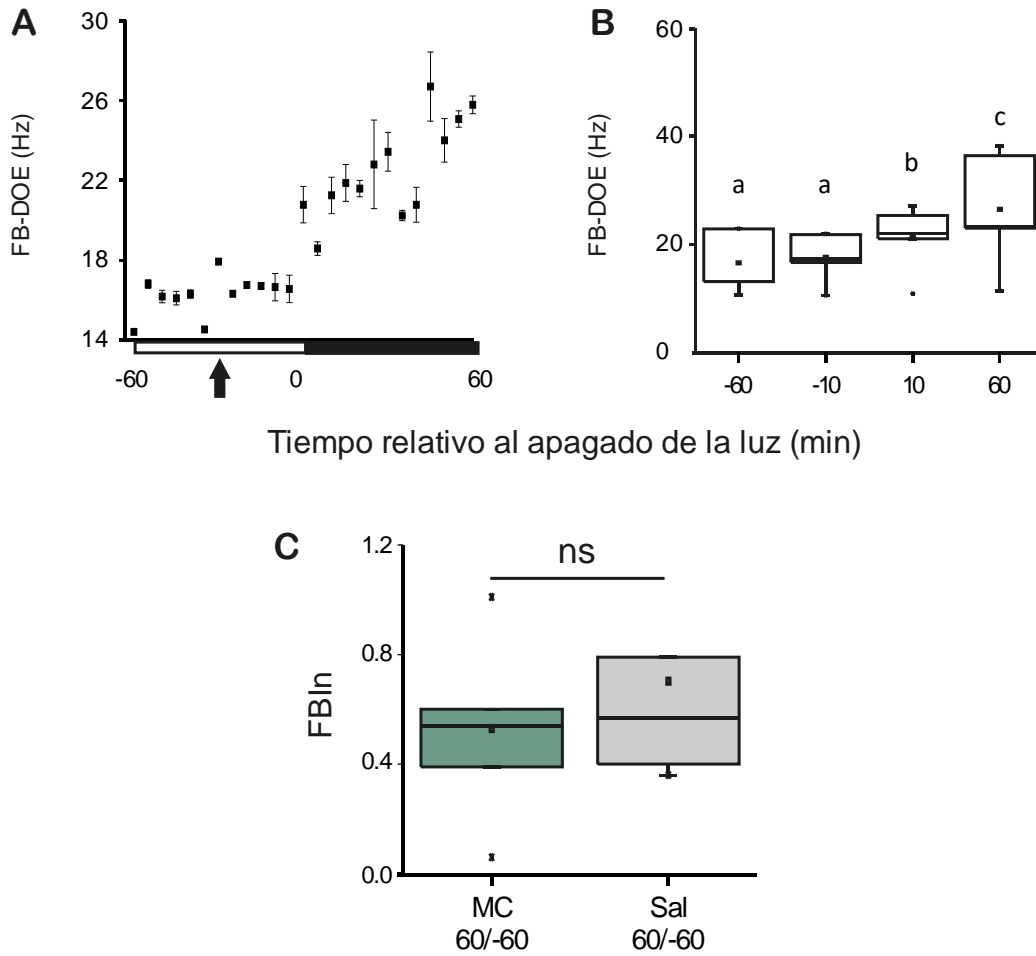 A
FB-DOE (Hz)
30
26
22
18
14
-60
0
60
B
FB-DOE (Hz)
60
40
20
0
a
a
b
c
-60
-10
10
60
Tiempo relativo al apagado de la luz (min)
C
FBIn
1.2
0.8
0.4
0.0
ns
MC
60/-60
Sal
60/-60